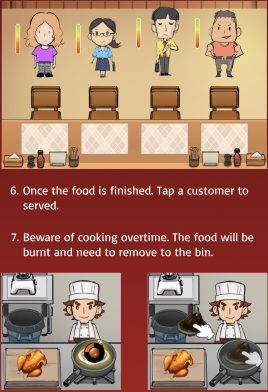 6. Once the food is finished. Tap a customer to
served.
7. Beware of cooking overtime. The food will be
burnt and need to remove to the bin.